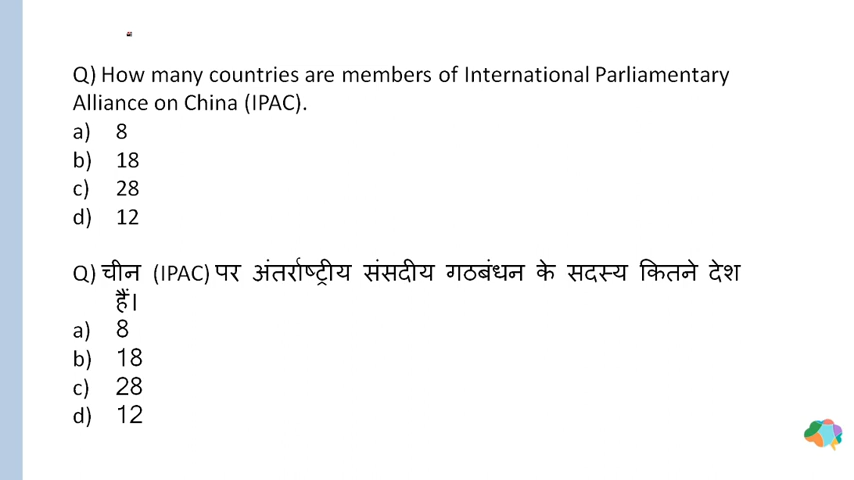 Q) How many countries are members of International Parliamentary
Alliance on China (IPAC).
a) 8
b) 18
c) 28
d) 12
Q) चीन (IPAC) पर अंतर्राष्ट्रीय संसदीय गठबंधन के सदस्य कितने देश
हैं।
a) 8
b) 18
c) 28
d) 12